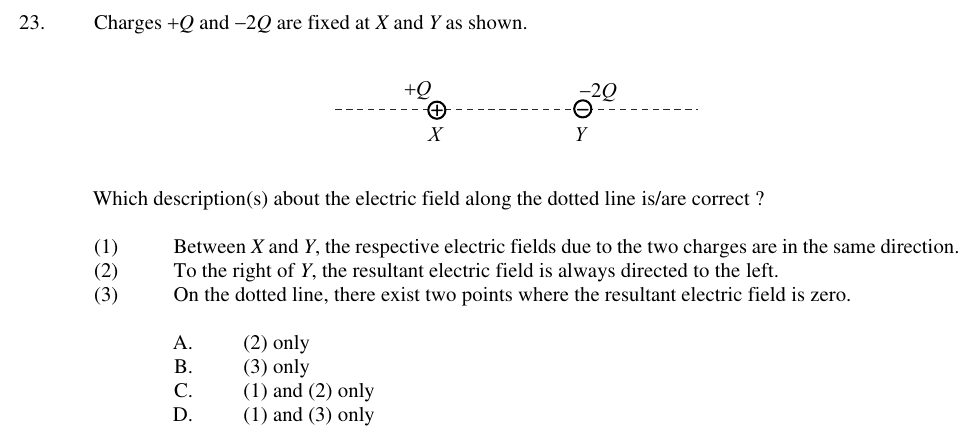 23. Charges +Q and –2Q are fixed at X and Y as shown.
+Q –2Q
X Y
Which description(s) about the electric field along the dotted line is/are correct ?
(1) Between X and Y, the respective electric fields due to the two charges are in the same direction.
(2) To the right of Y, the resultant electric field is always directed to the left.
(3) On the dotted line, there exist two points where the resultant electric field is zero.
A. (2) only
B. (3) only
C. (1) and (2) only
D. (1) and (3) only